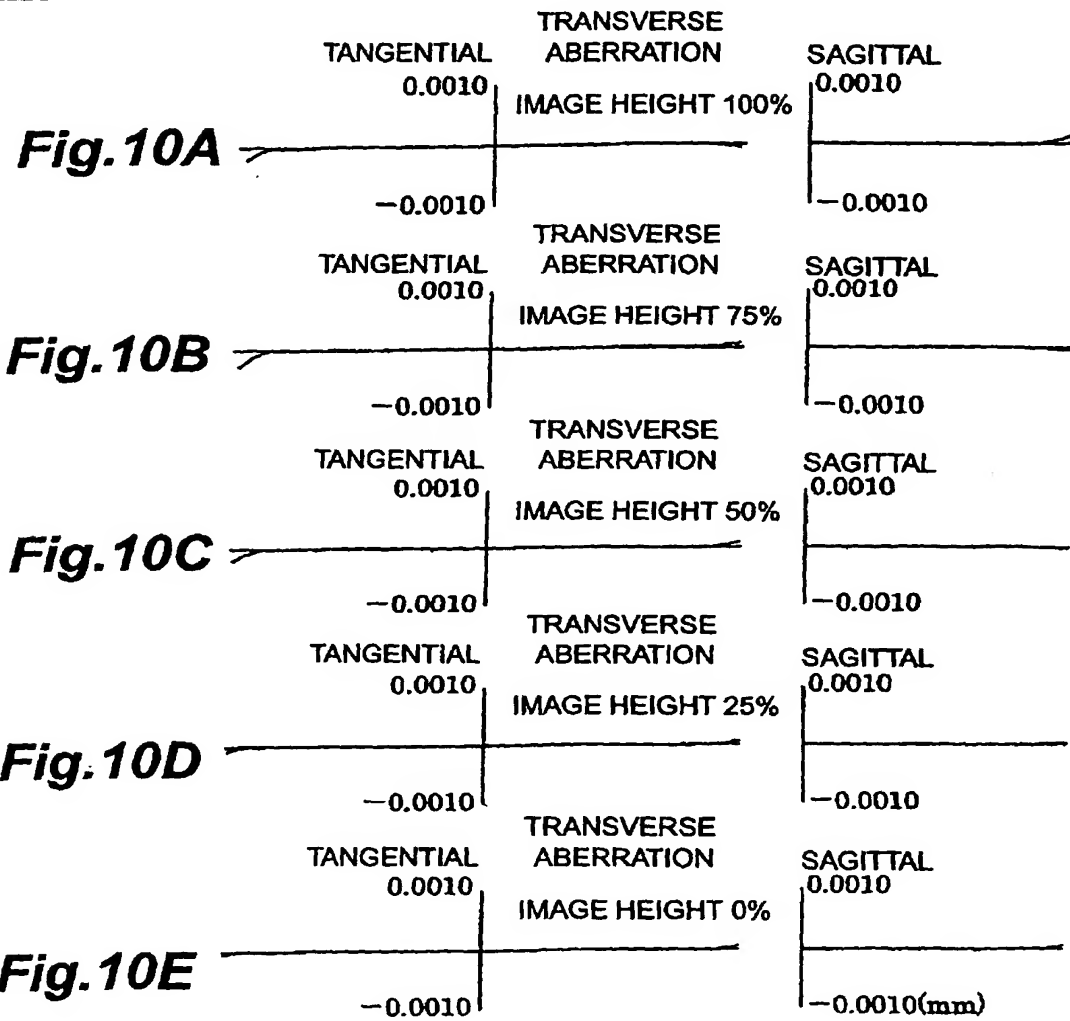 TRANSVERSE
TANGENTIAL ABERRATION SAGITTAL
0.0010 0.0010
IMAGE HEIGHT 100%
Fig.10A
−0.0010 −0.0010
TRANSVERSE
TANGENTIAL ABERRATION SAGITTAL
0.0010 0.0010
IMAGE HEIGHT 75%
Fig.10B
−0.0010 −0.0010
TRANSVERSE
TANGENTIAL ABERRATION SAGITTAL
0.0010 0.0010
IMAGE HEIGHT 50%
Fig.10C
−0.0010 −0.0010
TRANSVERSE
TANGENTIAL ABERRATION SAGITTAL
0.0010 0.0010
IMAGE HEIGHT 25%
Fig.10D
−0.0010 −0.0010
TRANSVERSE
TANGENTIAL ABERRATION SAGITTAL
0.0010 0.0010
IMAGE HEIGHT 0%
Fig.10E
−0.0010 −0.0010(mm)